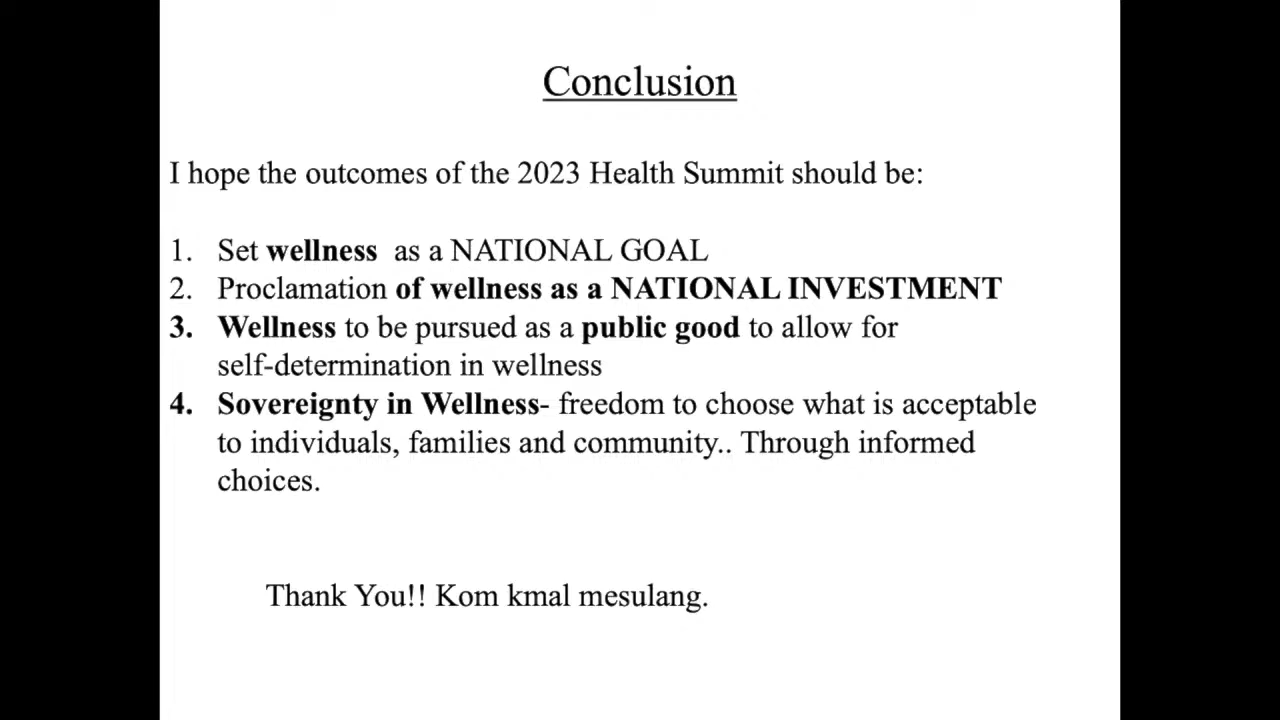 Conclusion
I hope the outcomes of the 2023 Health Summit should be:
1. Set wellness as a NATIONAL GOAL
2. Proclamation of wellness as a NATIONAL INVESTMENT
3. Wellness to be pursued as a public good to allow for
self-determination in wellness
4. Sovereignty in Wellness- freedom to choose what is acceptable
to individuals, families and community.. Through informed
choices.
Thank You!! Kom kmal mesulang.